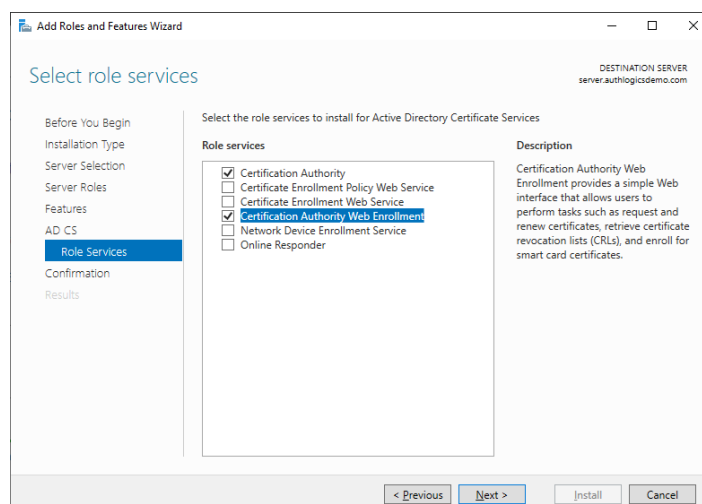 Add Roles and Features Wizard
Select role services
DESTINATION SERVER
server.authlogicsdemo.com
Before You Begin
Installation Type
Server Selection
Server Roles
Features
AD CS
Role Services
Confirmation
Results
Select the role services to install for Active Directory Certificate Services
Role services
Certification Authority
Certificate Enrollment Policy Web Service
Certificate Enrollment Web Service
Certification Authority Web Enrollment
Network Device Enrollment Service
Online Responder
Description
Certification Authority Web
Enrollment provides a simple Web
interface that allows users to
perform tasks such as request and
renew certificates, retrieve certificate
revocation lists (CRLs), and enroll for
smart card certificates.
< Previous
Next >
Install
Cancel